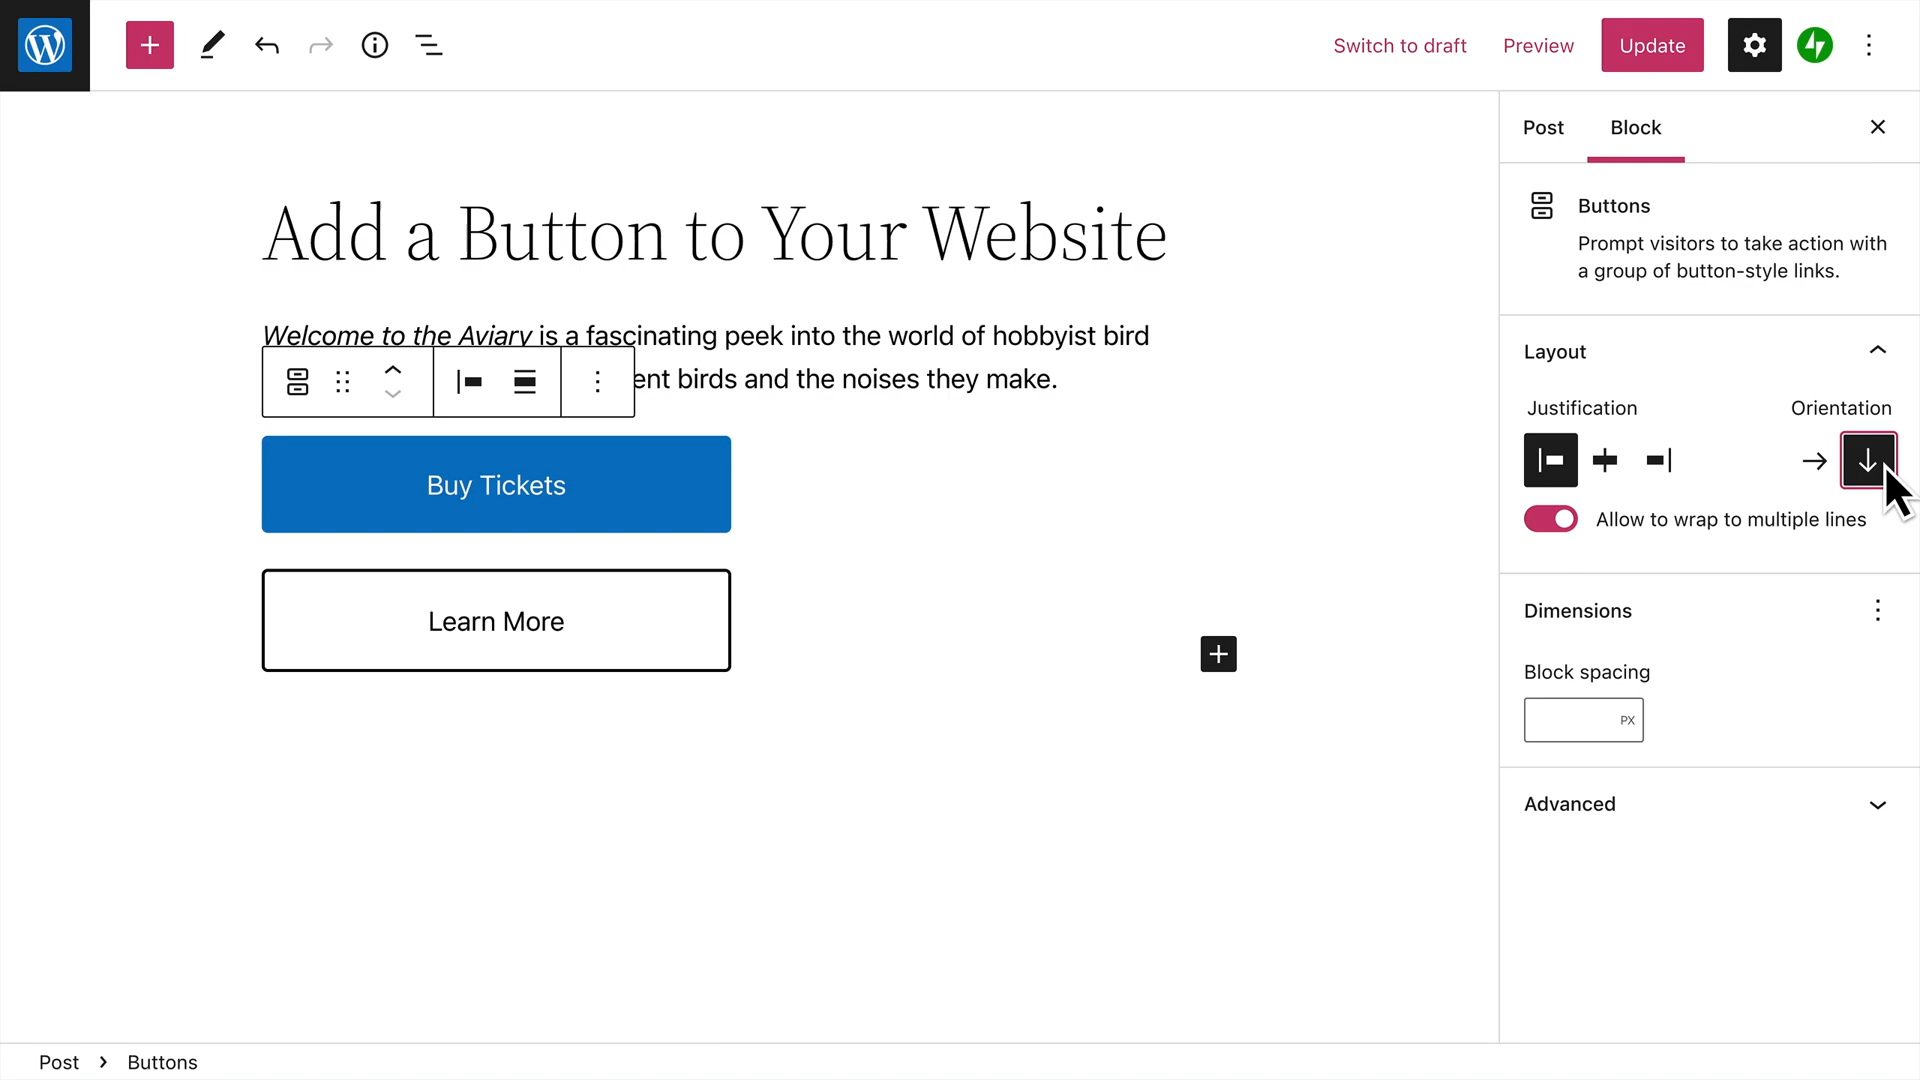 Switch to draft
Preview
Update
Post
Block
Buttons
Prompt visitors to take action with
a group of button-style links.
Layout
Justification
Orientation
Allow to wrap to multiple lines
Dimensions
Block spacing
PX
Advanced
Add a Button to Your Website
Welcome to the Aviary is a fascinating peek into the world of hobbyist bird
ent birds and the noises they make.
Buy Tickets
Learn More
Post
Buttons